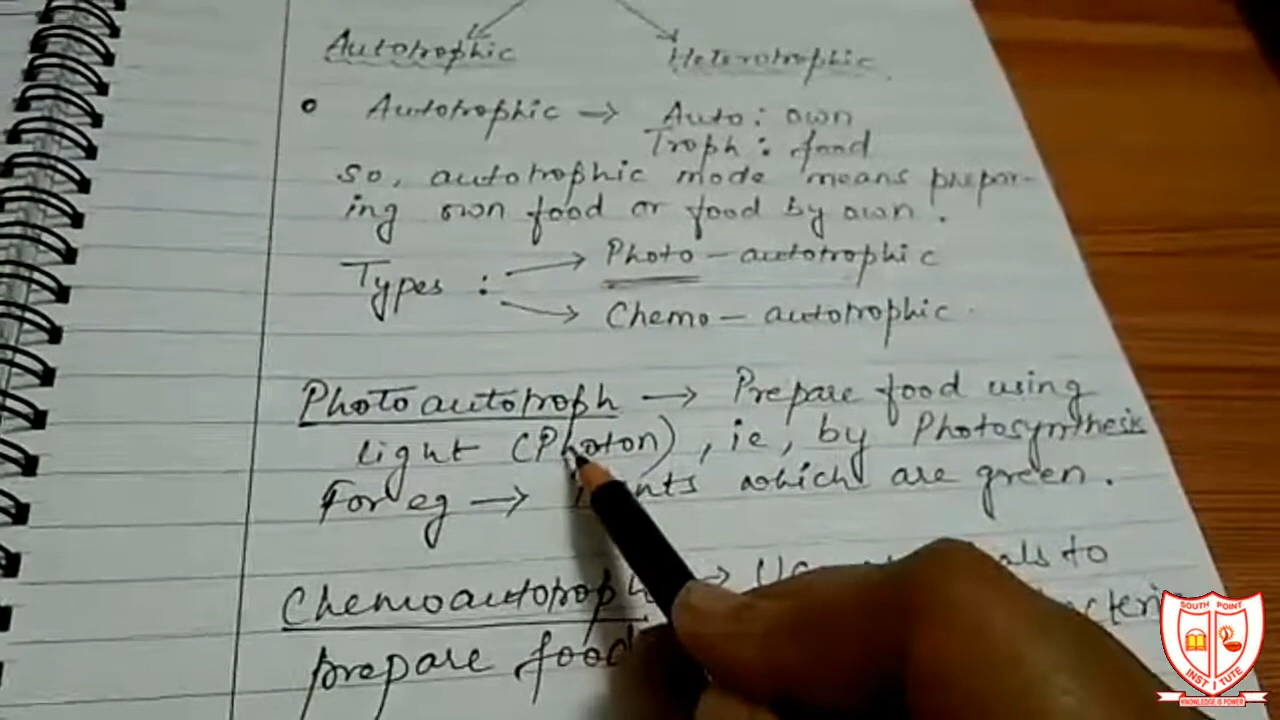 Autotrophic Heterotrophic
Autotrophic → Auto : own
Troph : food
so, autotrophic mode means prepar-
ing own food or food by own.
Types : → Photo - autotrophic
→ Chemo - autotrophic.
Photoautotroph → Prepare food using
light (Photon), ie, by Photosynthesis
For eg → which are green.
Chemoautotroph → to
prepare food
SOUTH POINT
INSTITUTE
KNOWLEDGE IS POWER